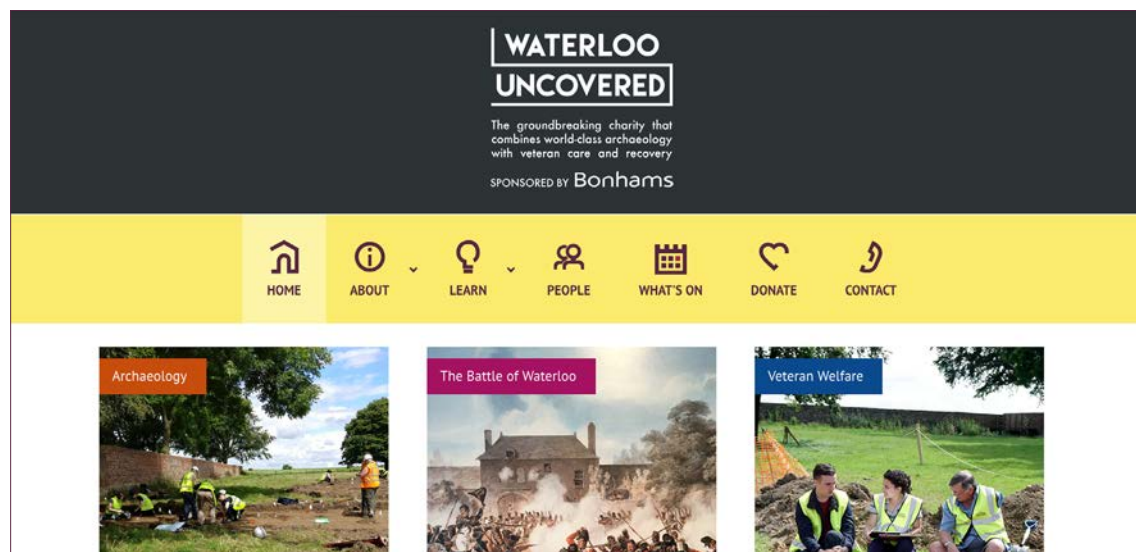 WATERLOO
UNCOVERED
The groundbreaking charity that
combines world-class archaeology
with veteran care and recovery
SPONSORED BY Bonhams
HOME
ABOUT
LEARN
PEOPLE
WHAT'S ON
DONATE
CONTACT
Archaeology
The Battle of Waterloo
Veteran Welfare